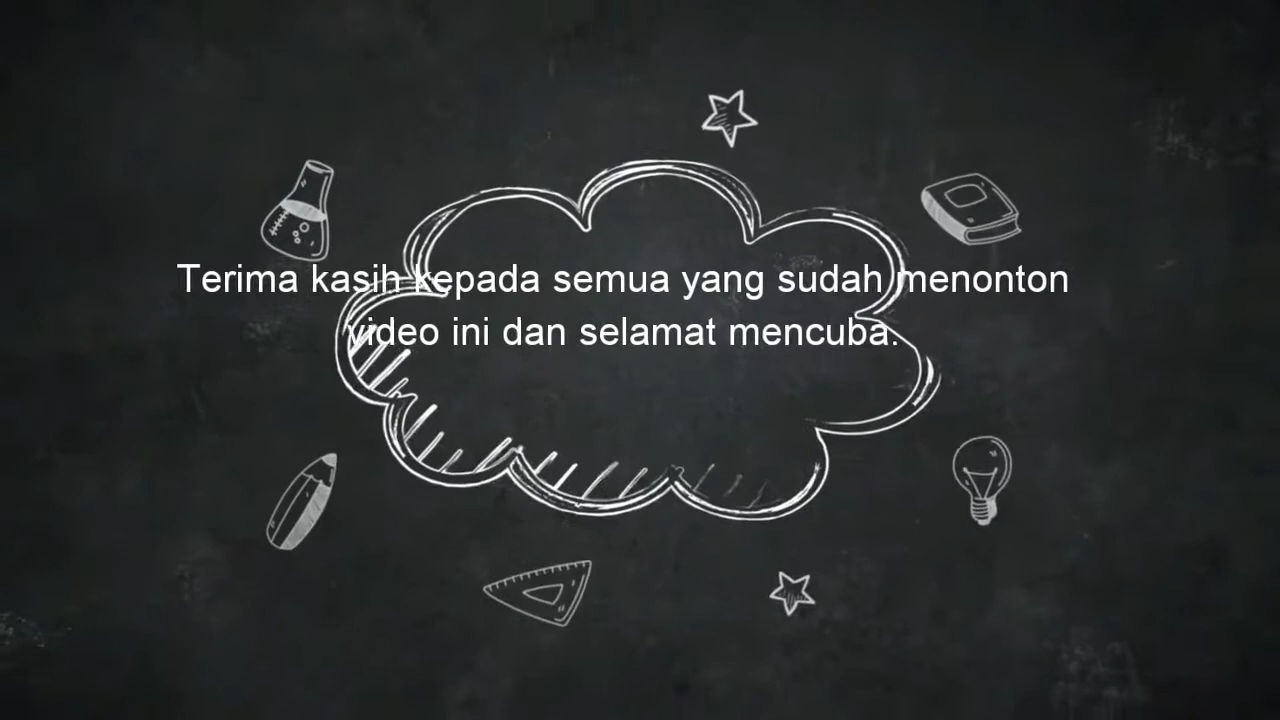 Terima kasih kepada semua yang sudah menonton
video ini dan selamat mencuba.